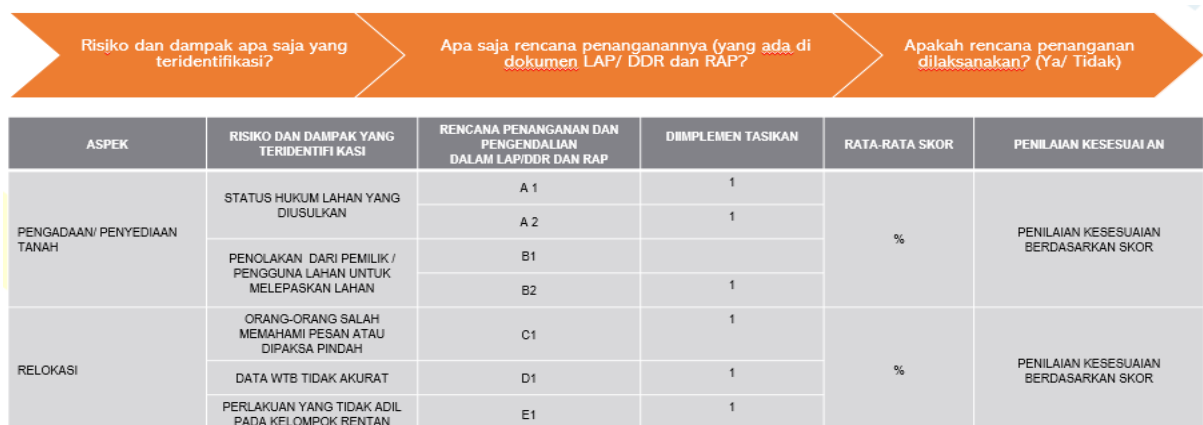 Risiko dan dampak apa saja yang
teridentifikasi?
Apa saja rencana penanganannya (yang ada di
dokumen LAP/ DDR dan RAP?
Apakah rencana penanganan
dilaksanakan? (Ya/ Tidak)
ASPEK
RISIKO DAN DAMPAK YANG
TERIDENTIFI KASI
RENCANA PENANGANAN DAN
PENGENDALIAN
DALAM LAP/DDR DAN RAP
DIIMPLEMEN TASIKAN
RATA-RATA SKOR
PENILAIAN KESESUAI AN
PENGADAAN/ PENYEDIAAN
TANAH
STATUS HUKUM LAHAN YANG
DIUSULKAN
A 1
1
A 2
1
PENOLAKAN DARI PEMILIK /
PENGGUNA LAHAN UNTUK
MELEPASKAN LAHAN
B1
B2
1
%
PENILAIAN KESESUAIAN
BERDASARKAN SKOR
RELOKASI
ORANG-ORANG SALAH
MEMAHAMI PESAN ATAU
DIPAKSA PINDAH
C1
1
DATA WTB TIDAK AKURAT
D1
1
PERLAKUAN YANG TIDAK ADIL
PADA KELOMPOK RENTAN
E1
1
%
PENILAIAN KESESUAIAN
BERDASARKAN SKOR